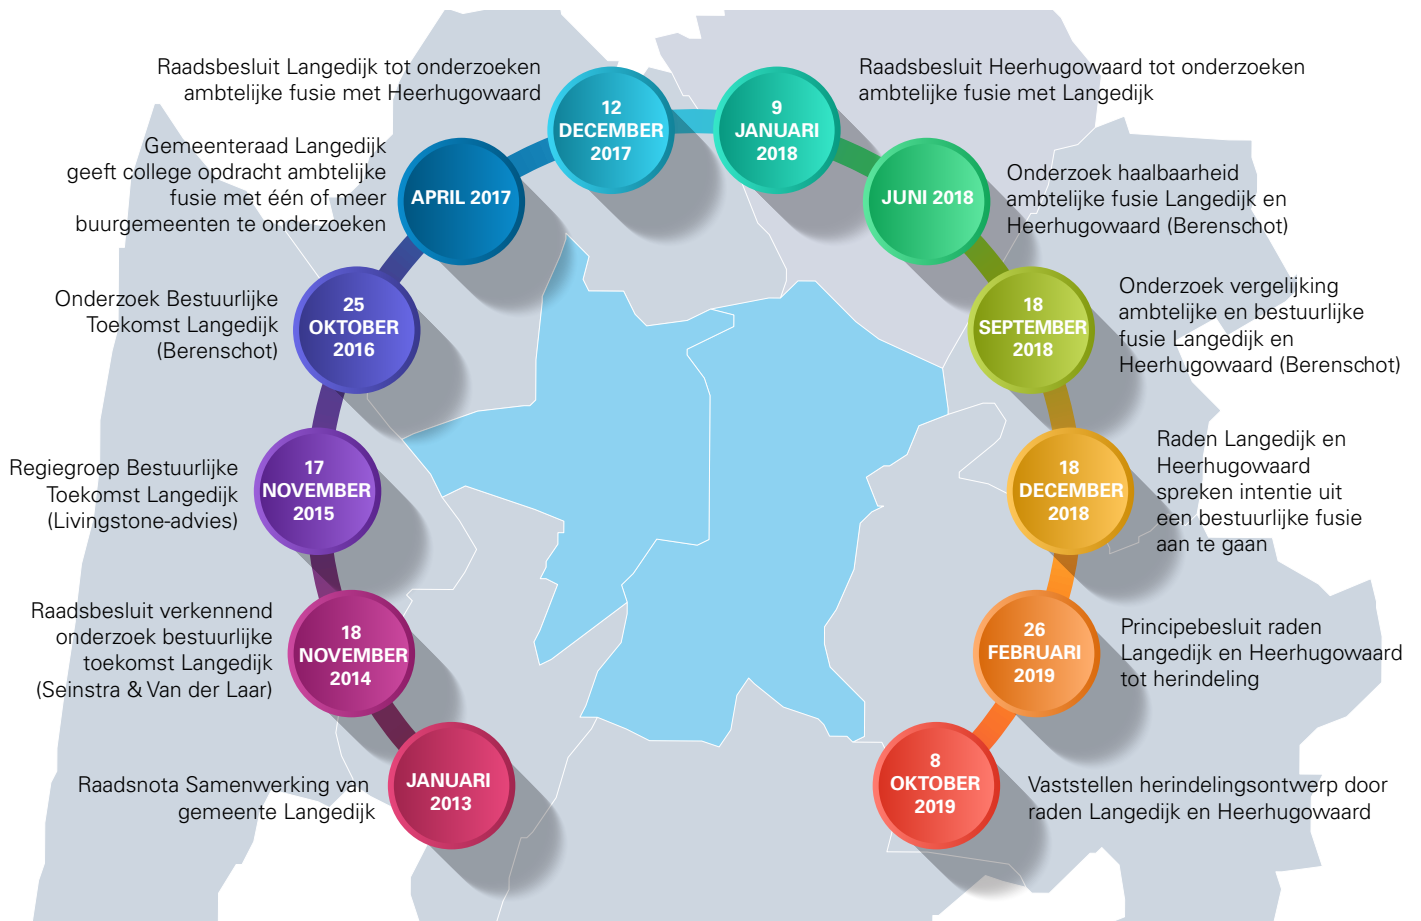 JANUARI
2013
Raadsnota Samenwerking van
gemeente Langedijk
18
NOVEMBER
2014
Raadsbesluit verkennend
onderzoek bestuurlijke
toekomst Langedijk
(Seinstra & Van der Laar)
17
NOVEMBER
2015
Regiegroep Bestuurlijke
Toekomst Langedijk
(Livingstone-advies)
25
OKTOBER
2016
Onderzoek Bestuurlijke
Toekomst Langedijk
(Berenschot)
APRIL 2017
Gemeenteraad Langedijk
geeft college opdracht ambtelijke
fusie met één of meer
buurgemeenten te onderzoeken
12
DECEMBER
2017
Raadsbesluit Langedijk tot onderzoeken
ambtelijke fusie met Heerhugowaard
9
JANUARI
2018
Raadsbesluit Heerhugowaard tot onderzoeken
ambtelijke fusie met Langedijk
JUNI 2018
Onderzoek haalbaarheid
ambtelijke fusie Langedijk en
Heerhugowaard (Berenschot)
18
SEPTEMBER
2018
Onderzoek vergelijking
ambtelijke en bestuurlijke
fusie Langedijk en
Heerhugowaard (Berenschot)
18
DECEMBER
2018
Raden Langedijk en
Heerhugowaard
spreken intentie uit
een bestuurlijke fusie
aan te gaan
26
FEBRUARI
2019
Principebesluit raden
Langedijk en Heerhugowaard
tot herindeling
8
OKTOBER
2019
Vaststellen herindelingsontwerp door
raden Langedijk en Heerhugowaard